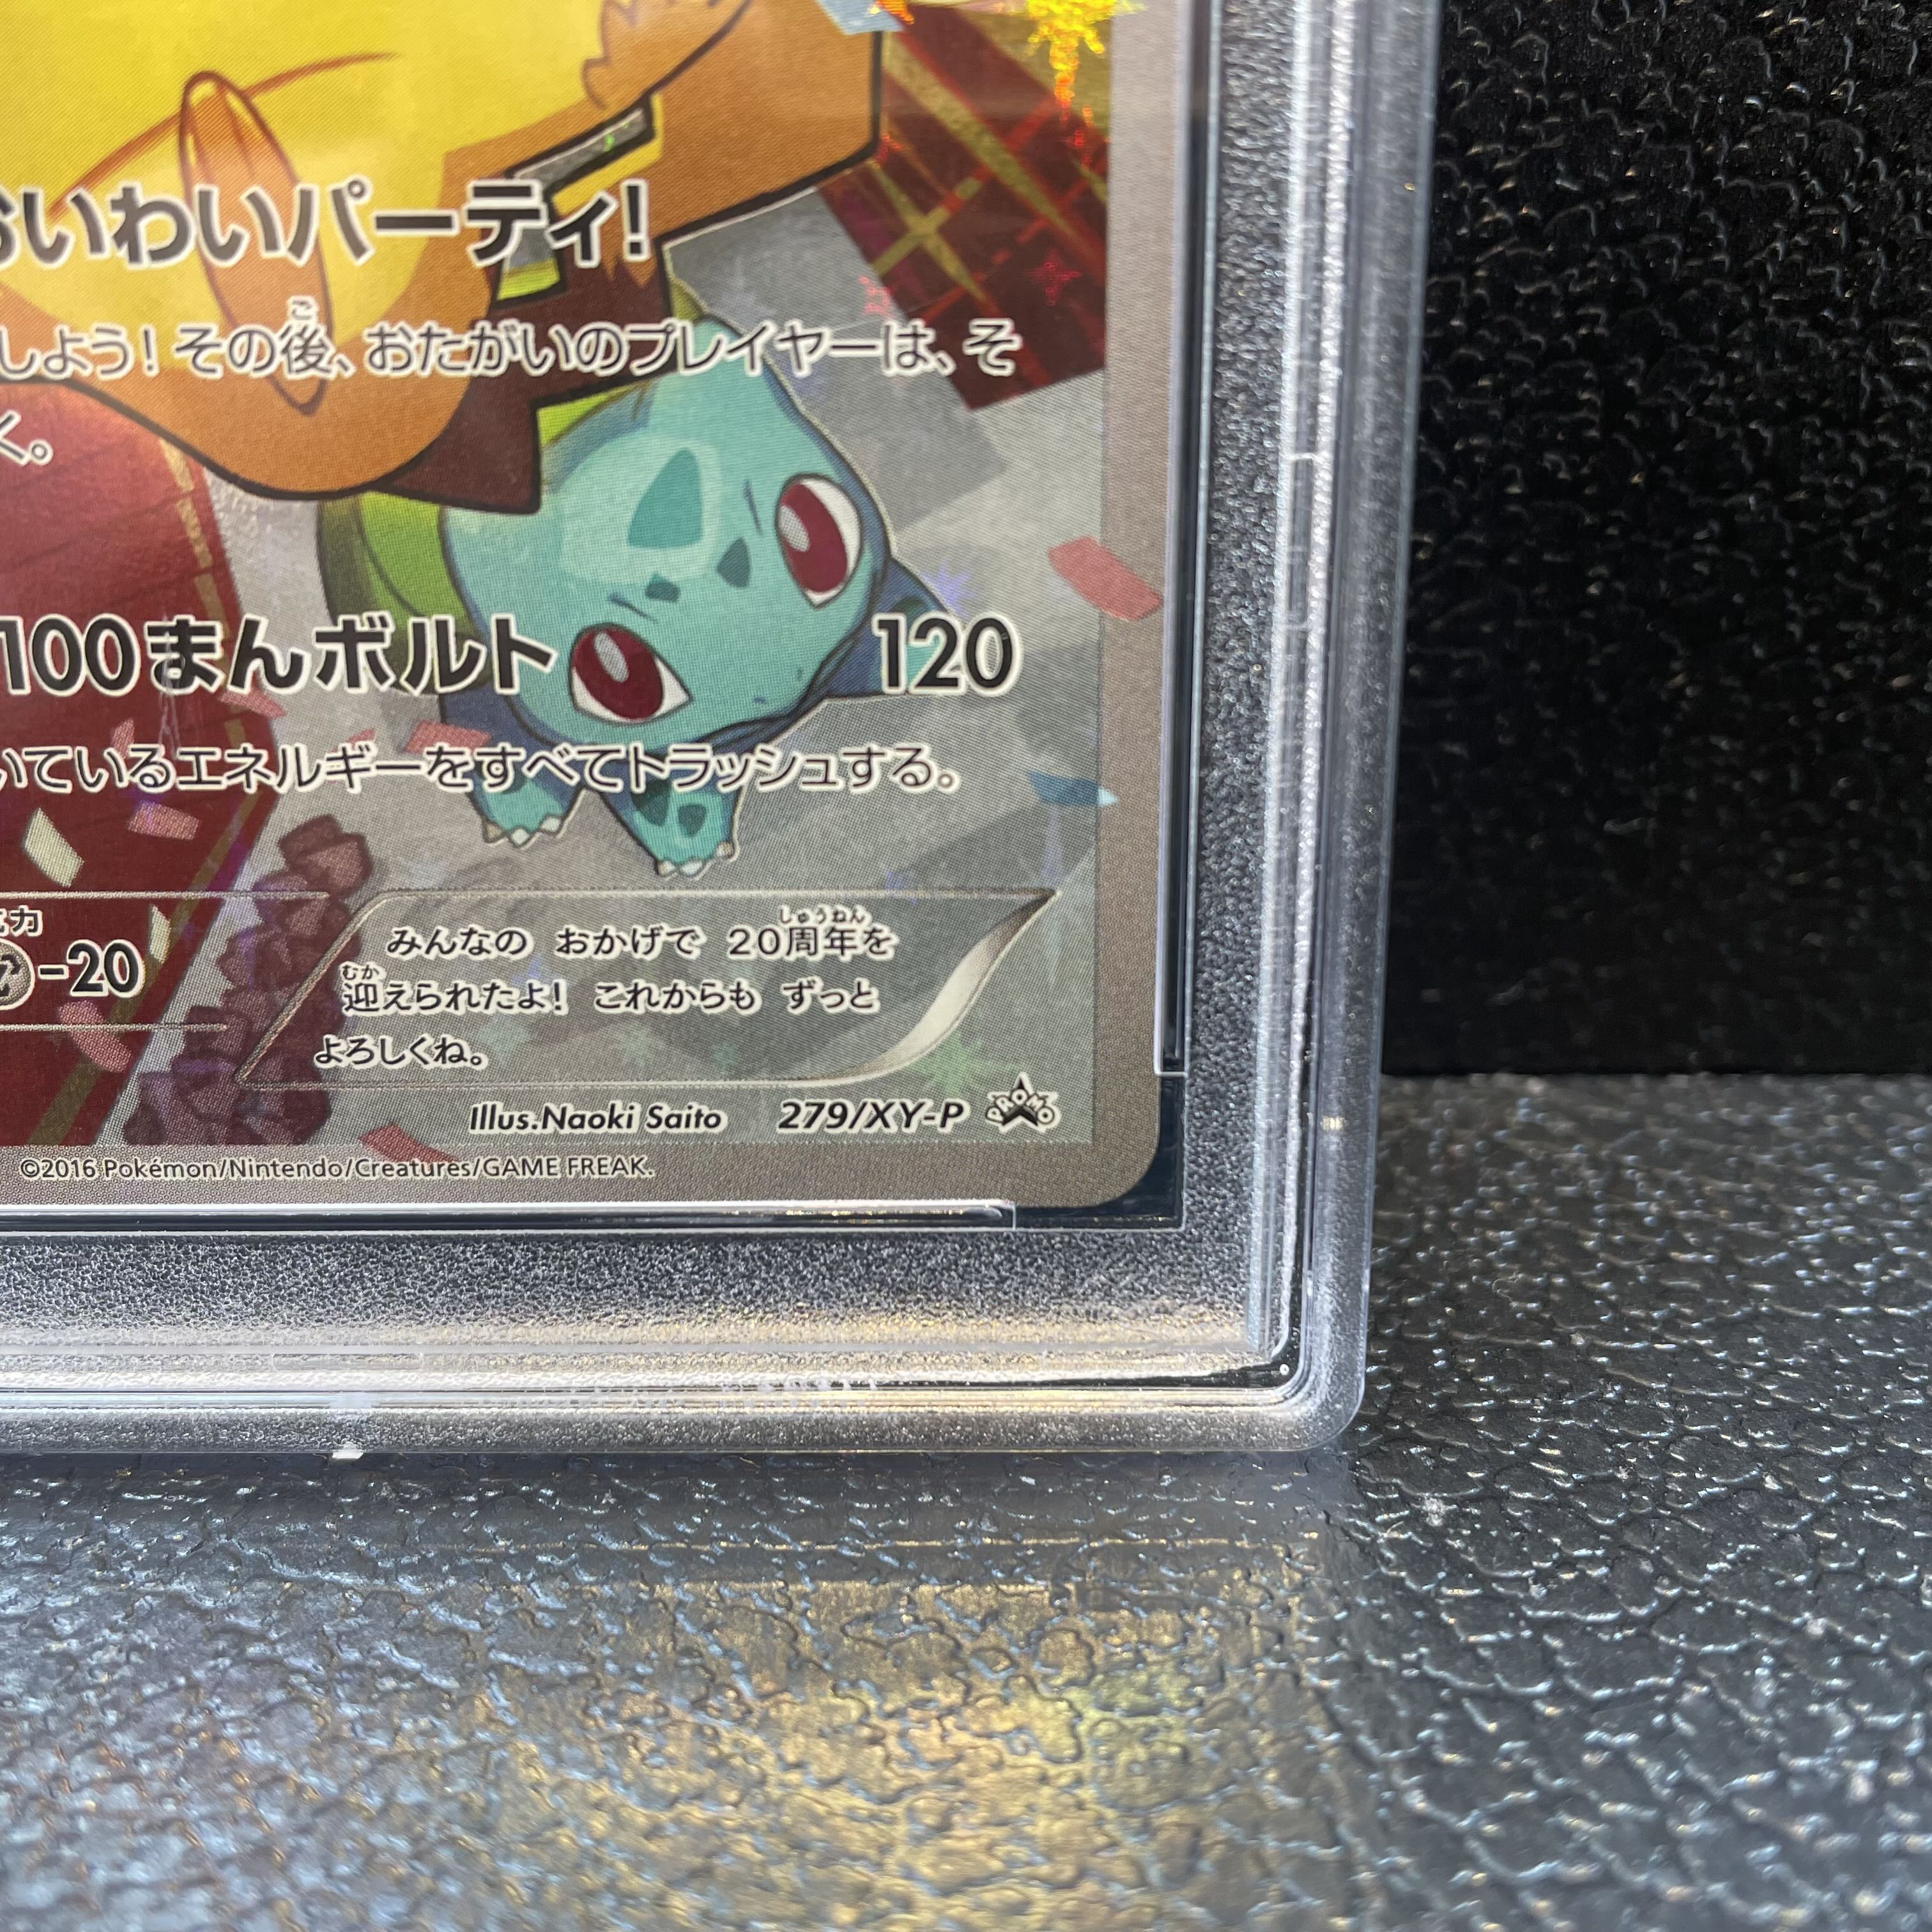 おいわいパーティ!
しよう!その後、おたがいのプレイヤーは、そ
く。
100まんボルト 120
いているエネルギーをすべてトラッシュする。
力
-20
みんなの おかげで 20周年を
迎えられたよ! これからも ずっと
よろしくね。
Illus.Naoki Saito 279/XY-P PROMO
©2016 Pokémon/Nintendo/Creatures/GAME FREAK.